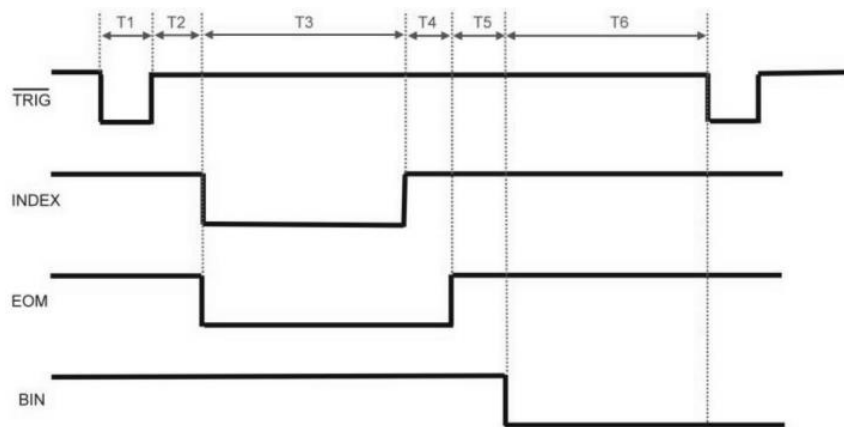 T1 T2 T3 T4 T5 T6
TRIG
INDEX
EOM
BIN